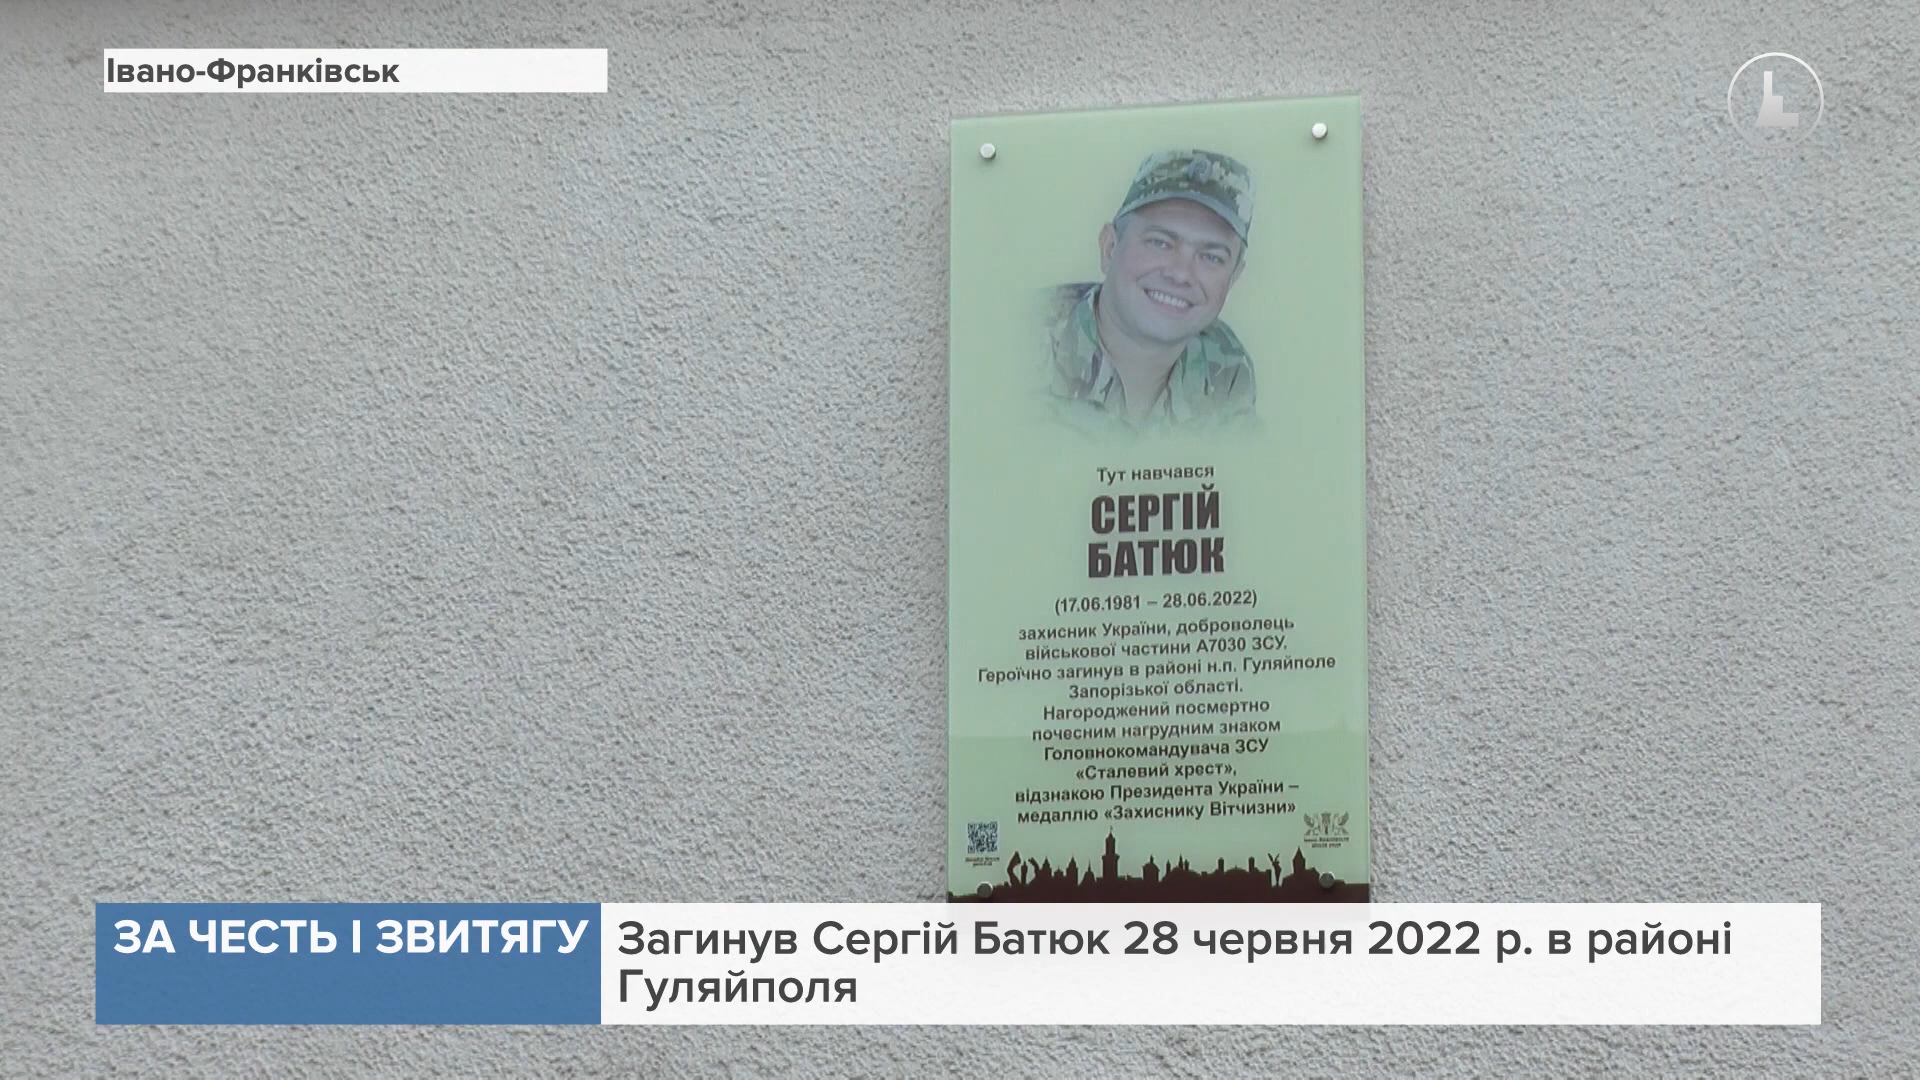 Івано-Франківськ
Тут навчався
СЕРГІЙ
БАТЮК
(17.06.1981 – 28.06.2022)
захисник України, доброволець
військової частини А7030 ЗСУ.
Героїчно загинув в районі н.п. Гуляйполе
Запорізької області.
Нагороджений посмертно
почесним нагрудним знаком
Головнокомандувача ЗСУ
«Сталевий хрест»,
відзнакою Президента України –
медаллю «Захиснику Вітчизни»
ЗА ЧЕСТЬ І ЗВИТЯГУ
Загинув Сергій Батюк 28 червня 2022 р. в районі
Гуляйполя